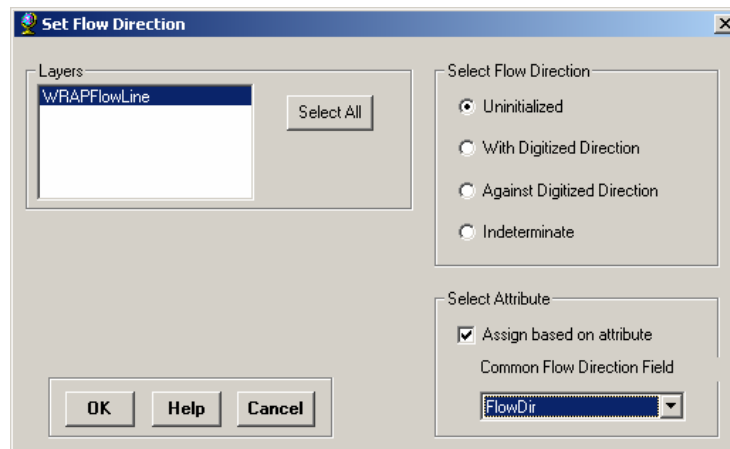 Set Flow Direction
Layers
WRAPFlowLine
Select All
Select Flow Direction
Uninitialized
With Digitized Direction
Against Digitized Direction
Indeterminate
Select Attribute
Assign based on attribute
Common Flow Direction Field
FlowDir
OK
Help
Cancel